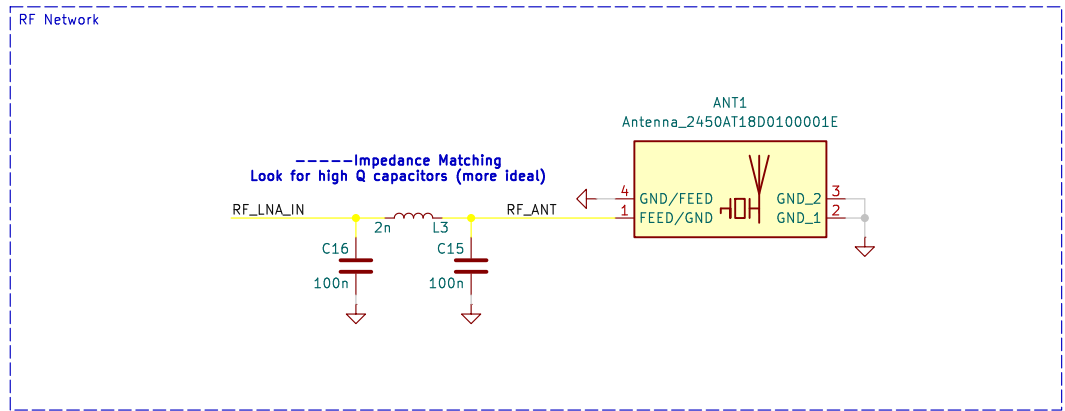 RF Network
ANT1
Antenna_2450AT18D0100001E
-----Impedance Matching
Look for high Q capacitors (more ideal)
4 GND/FEED GND_2 3
RF_LNA_IN RF_ANT 1 FEED/GND GND_1 2
2n L3
C16 C15
100n 100n